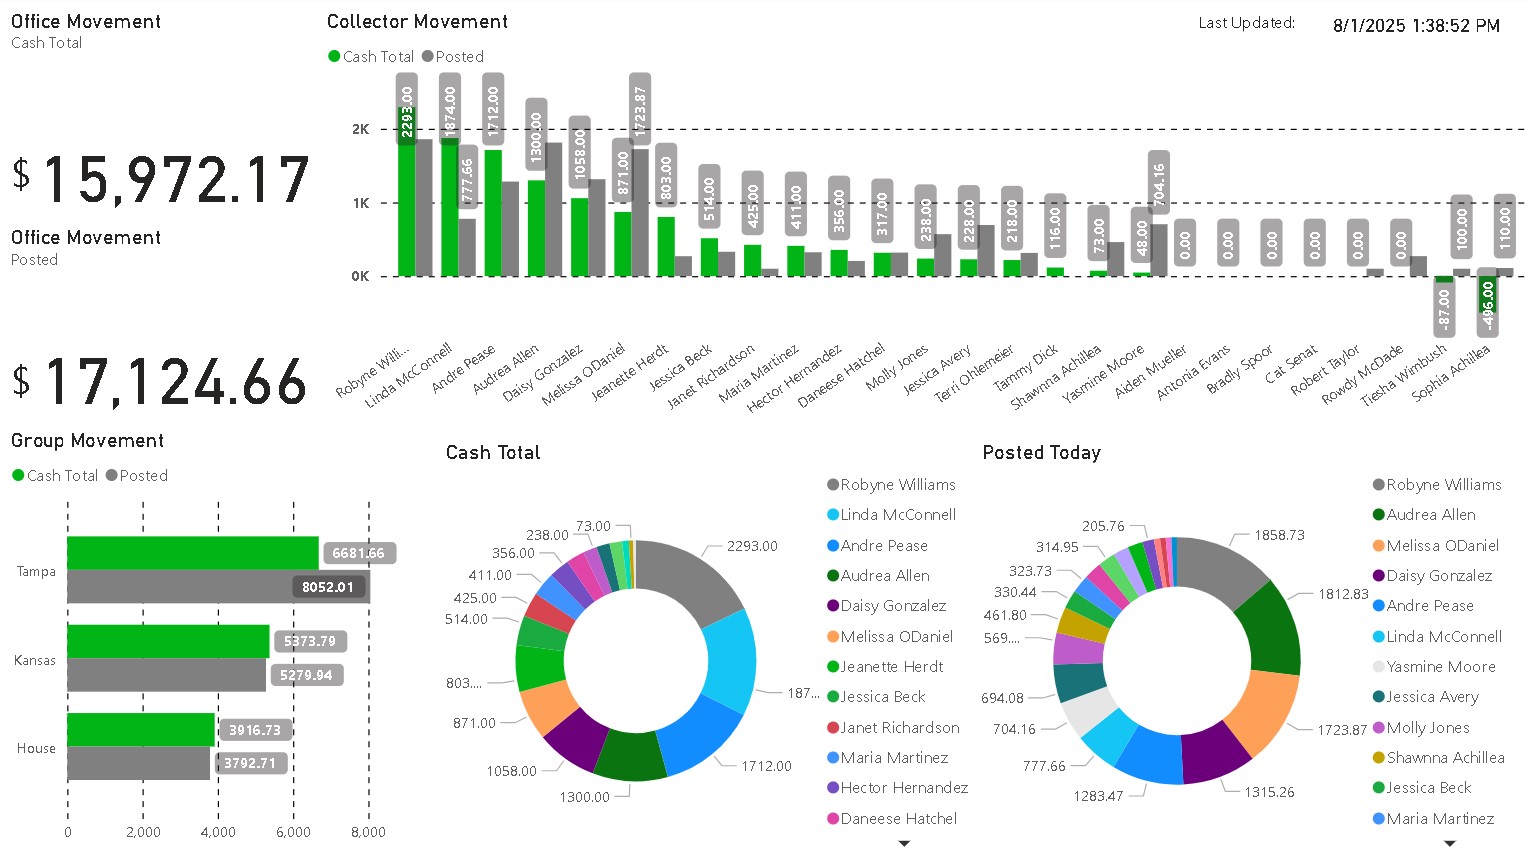 Office Movement
Cash Total
$ 15,972.17
Office Movement
Posted
$ 17,124.66
Collector Movement
Cash Total Posted
Last Updated: 8/1/2025 1:38:52 PM
2K
1K
0K
2293.00
1874.00
777.66
1712.00
1300.00
1058.00
871.00
1723.87
803.00
514.00
425.00
411.00
356.00
317.00
238.00
228.00
218.00
116.00
73.00
48.00
704.16
0.00
0.00
0.00
0.00
0.00
0.00
-87.00
100.00
-496.00
110.00
Robyne Willi...
Linda McConnell
Andre Pease
Audrea Allen
Daisy Gonzalez
Melissa ODaniel
Jeanette Herdt
Jessica Beck
Janet Richardson
Maria Martinez
Hector Hernandez
Daneese Hatchel
Molly Jones
Jessica Avery
Terri Ohlemeier
Tammy Dick
Shawnna Achillea
Yasmine Moore
Aiden Mueller
Antonia Evans
Bradly Spoor
Cat Senat
Robert Taylor
Rowdy McDade
Tiesha Wimbush
Sophia Achillea
Group Movement
Cash Total Posted
Tampa
6681.66
8052.01
Kansas
5373.79
5279.94
House
3916.73
3792.71
0 2,000 4,000 6,000 8,000
Cash Total
2293.00
187...
1712.00
1300.00
1058.00
871.00
803....
514.00
425.00
411.00
356.00
238.00
73.00
Robyne Williams
Linda McConnell
Andre Pease
Audrea Allen
Daisy Gonzalez
Melissa ODaniel
Jeanette Herdt
Jessica Beck
Janet Richardson
Maria Martinez
Hector Hernandez
Daneese Hatchel
Posted Today
1858.73
1812.83
1723.87
1315.26
1283.47
777.66
704.16
694.08
569....
461.80
330.44
323.73
314.95
205.76
Robyne Williams
Audrea Allen
Melissa ODaniel
Daisy Gonzalez
Andre Pease
Linda McConnell
Yasmine Moore
Jessica Avery
Molly Jones
Shawnna Achillea
Jessica Beck
Maria Martinez